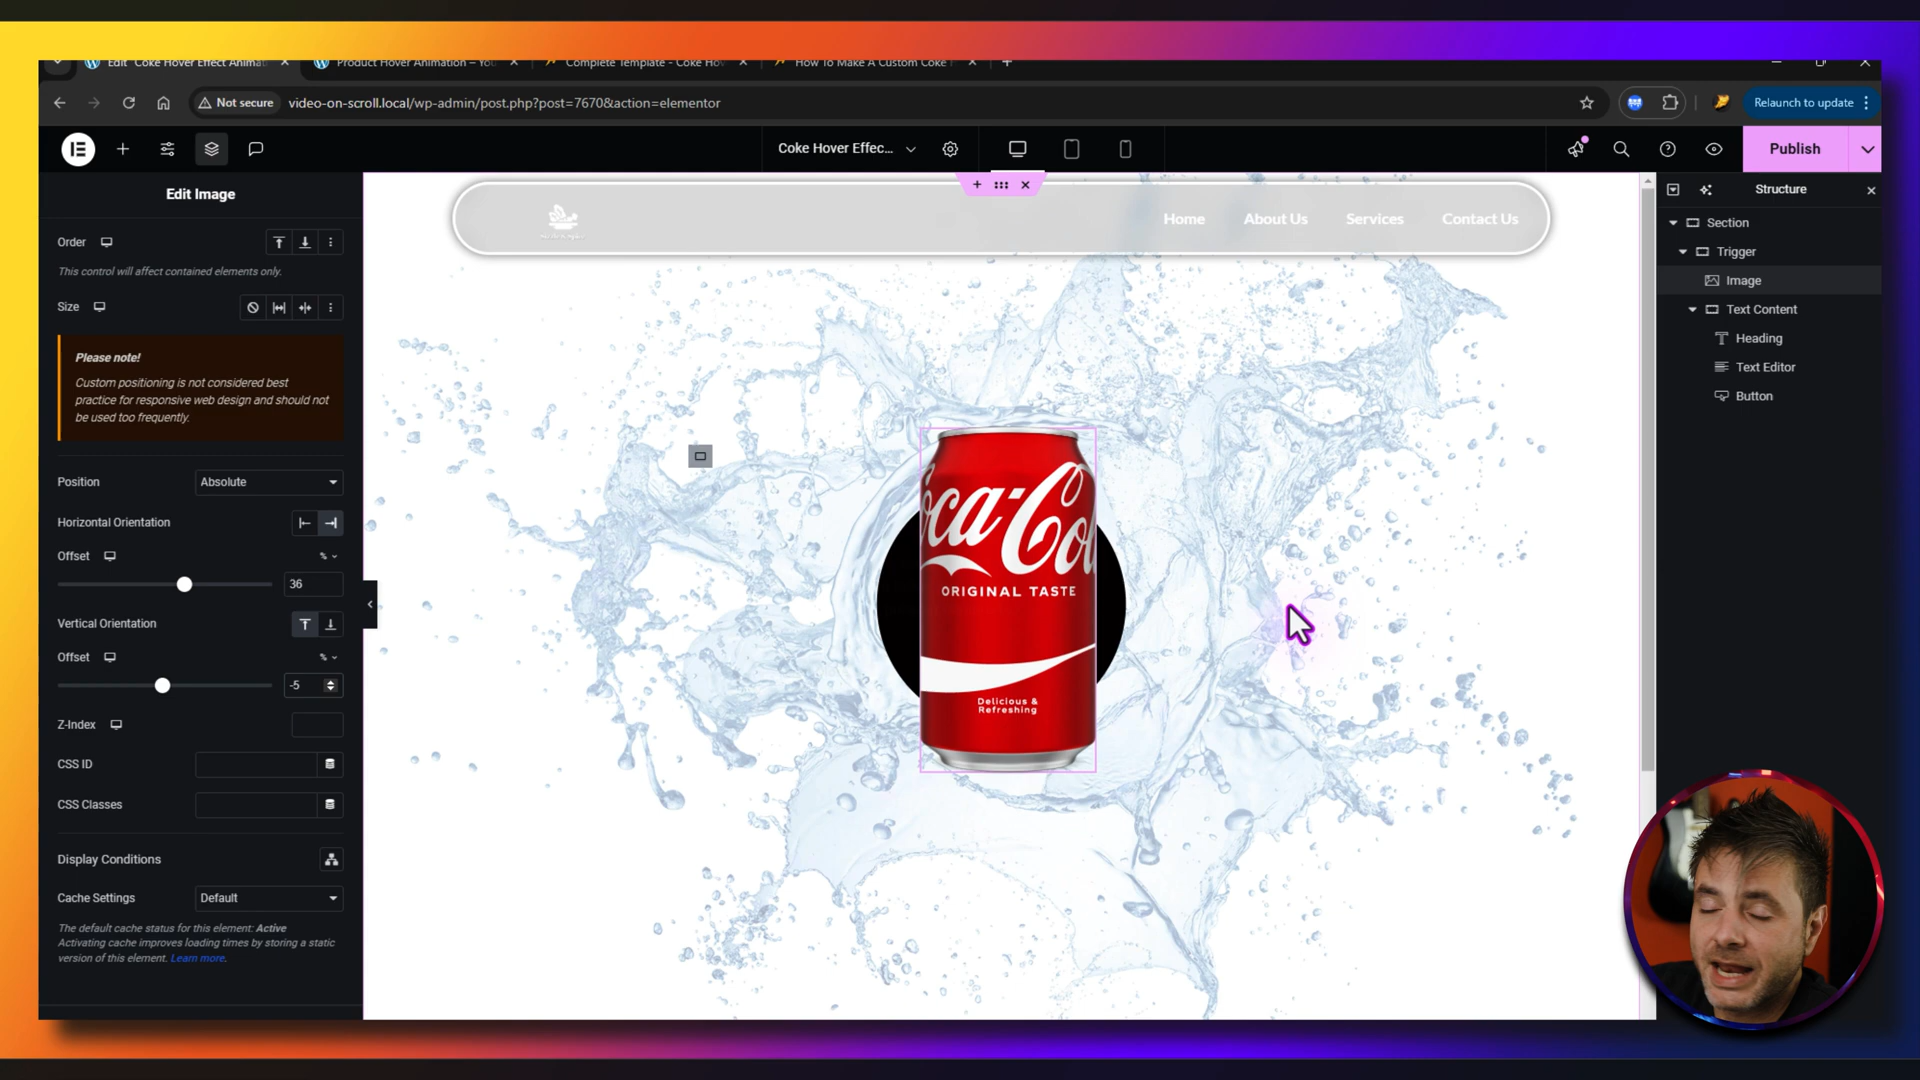 Edit "Coke Hover Effect Animat
Product Hover Animation – You
Complete Template - Coke Hov
How To Make A Custom Coke
Not secure
video-on-scroll.local/wp-admin/post.php?post=7670&action=elementor
Relaunch to update
Coke Hover Effec...
Publish
Edit Image
Order
This control will affect contained elements only.
Size
Please note!
Custom positioning is not considered best
practice for responsive web design and should not
be used too frequently.
Position
Absolute
Horizontal Orientation
Offset
%
36
Vertical Orientation
Offset
%
-5
Z-Index
CSS ID
CSS Classes
Display Conditions
Cache Settings
Default
The default cache status for this element: Active
Activating cache improves loading times by storing a static
version of this element. Learn more.
Home
About Us
Services
Contact Us
oca-Col
ORIGINAL TASTE
Delicious &
Refreshing
Structure
Section
Trigger
Image
Text Content
Heading
Text Editor
Button